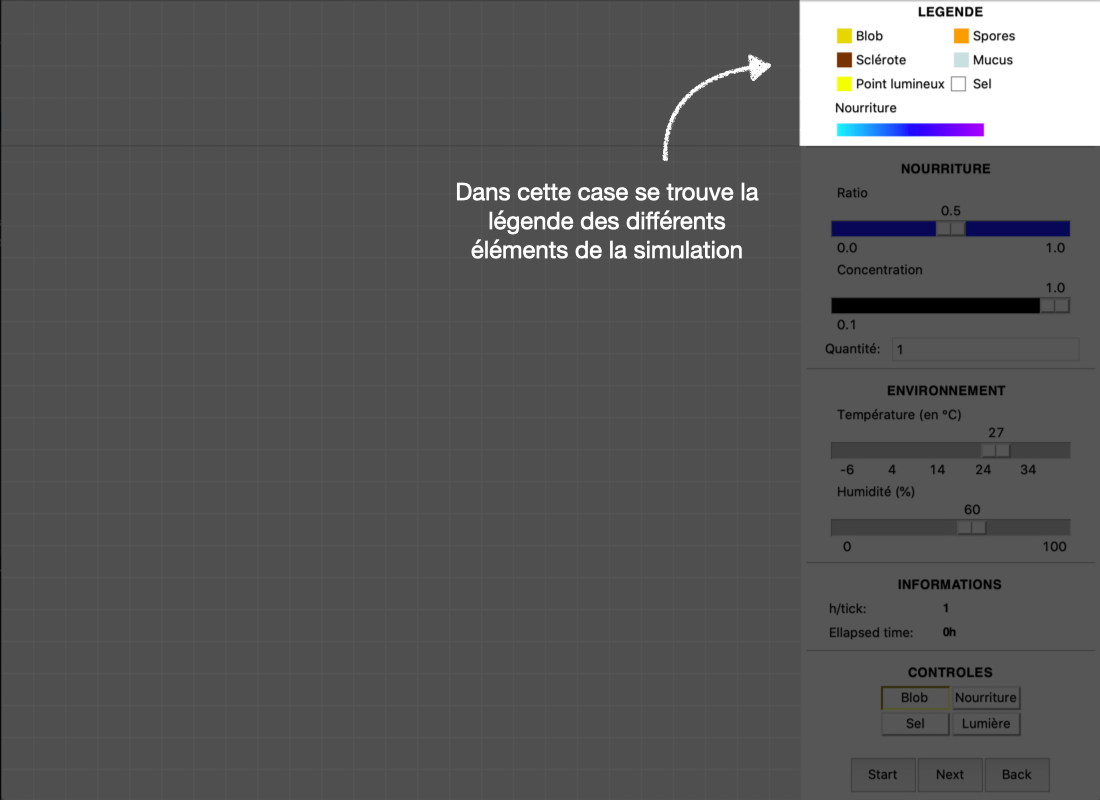 LEGENDE
Blob Spores
Sclérote Mucus
Point lumineux Sel
Nourriture
Dans cette case se trouve la
légende des différents
éléments de la simulation
NOURRITURE
Ratio
0.5
0.0 1.0
Concentration
1.0
0.1
Quantité: 1
ENVIRONNEMENT
Température (en °C)
27
-6 4 14 24 34
Humidité (%)
60
0 100
INFORMATIONS
h/tick: 1
Ellapsed time: 0h
CONTROLES
Blob Nourriture
Sel Lumière
Start Next Back